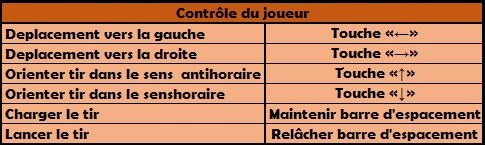 Contrôle du joueur
Deplacement vers la gauche Touche «←»
Deplacement vers la droite Touche «→»
Orienter tir dans le sens antihoraire Touche «↑»
Orienter tir dans le senshoraire Touche «↓»
Charger le tir Maintenir barre d'espacement
Lancer le tir Relâcher barre d'espacement